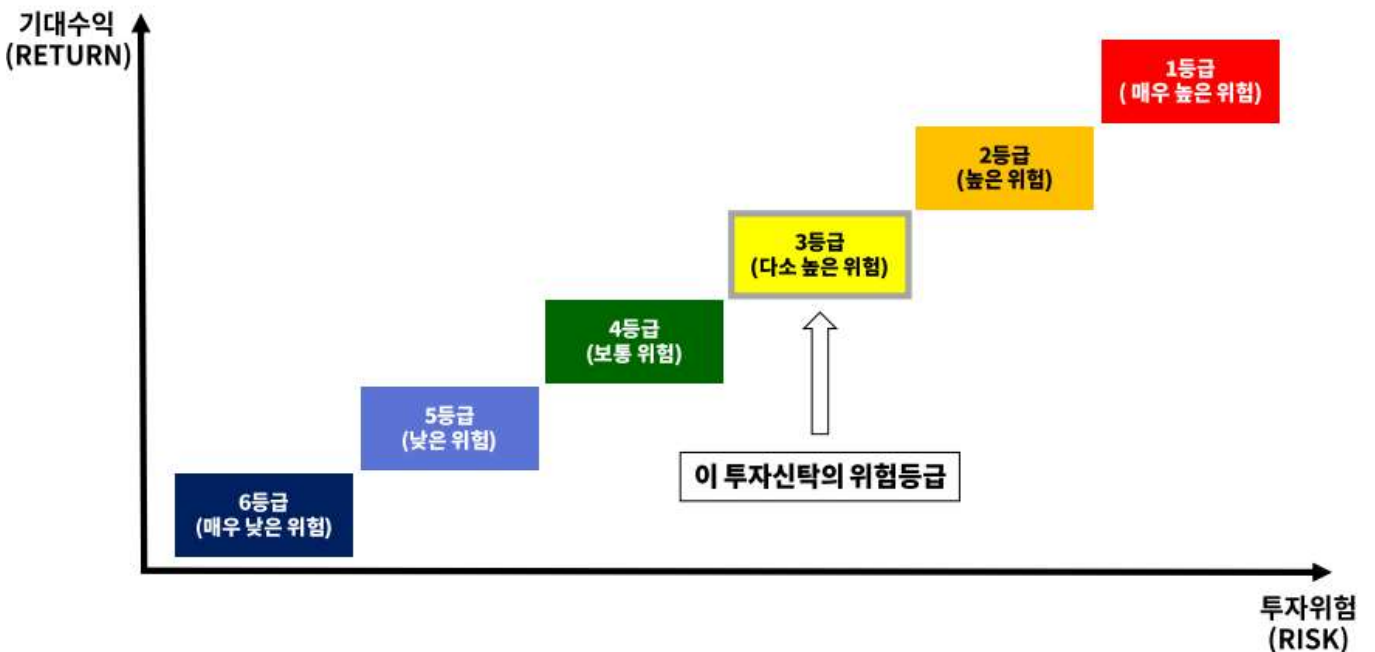 기대수익
(RETURN)
1등급
( 매우 높은 위험)
2등급
(높은 위험)
3등급
(다소 높은 위험)
4등급
(보통 위험)
5등급
(낮은 위험)
이 투자신탁의 위험등급
6등급
(매우 낮은 위험)
투자위험
(RISK)